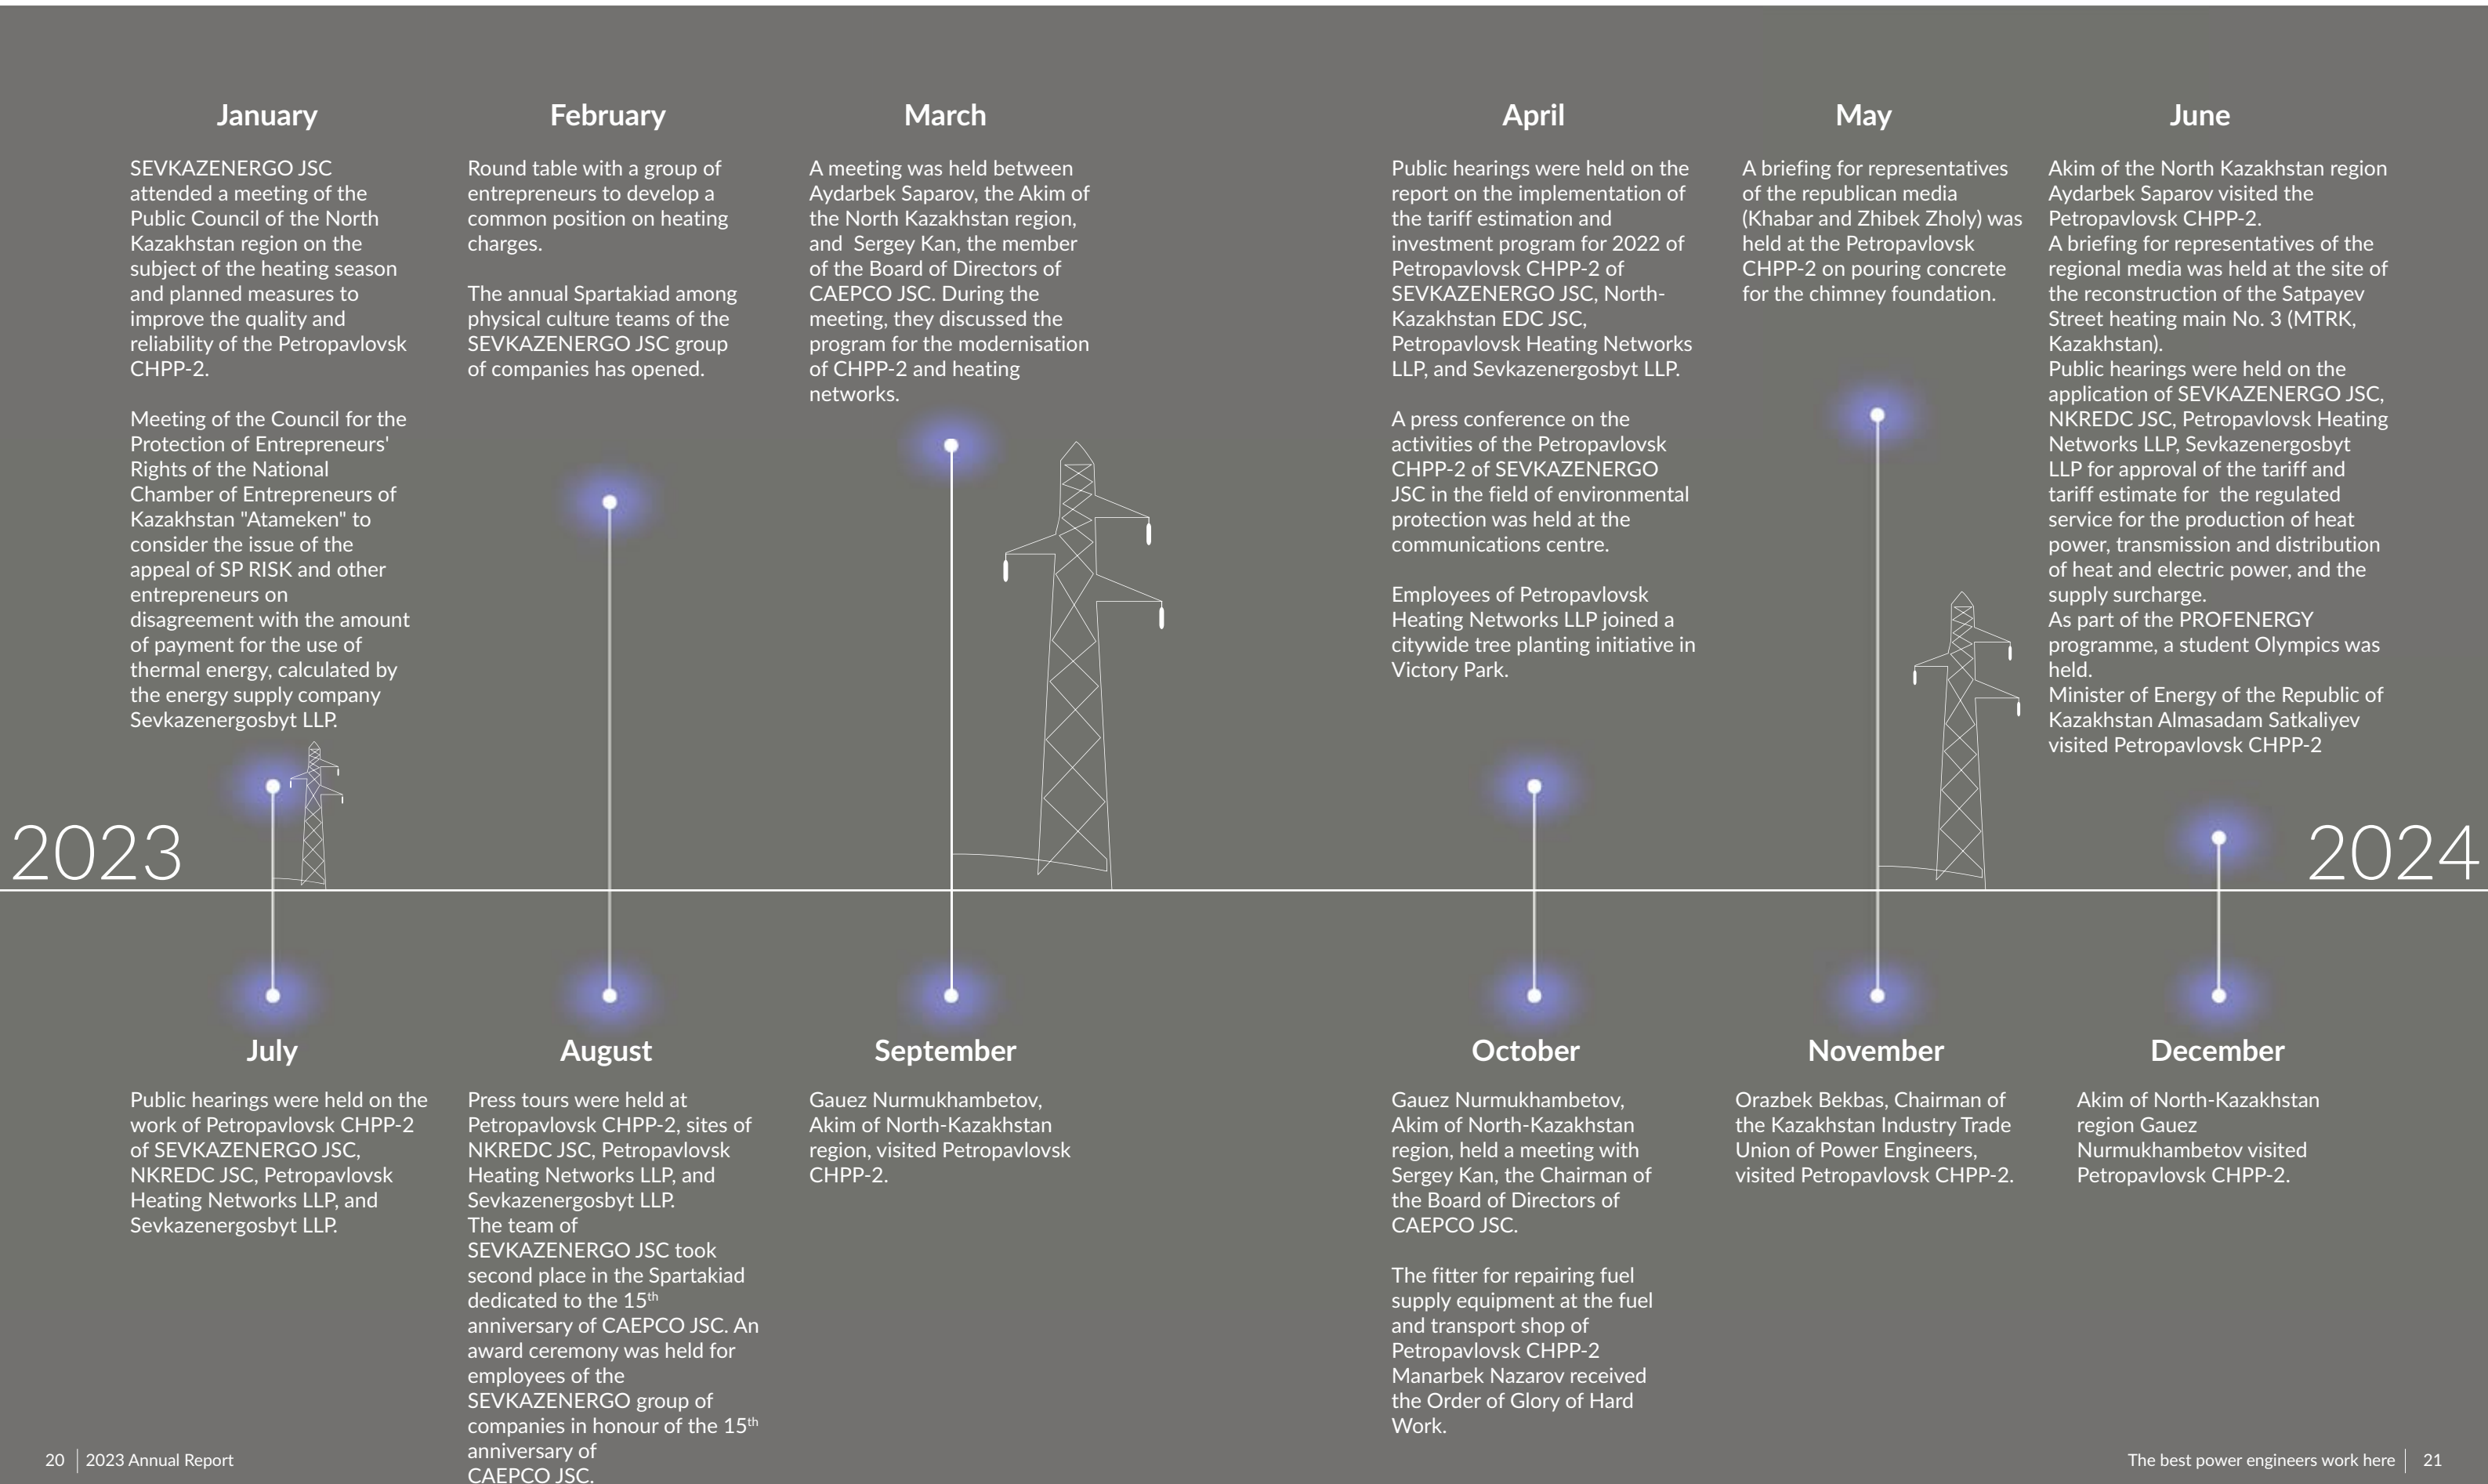 January
SEVKAZENERGO JSC
attended a meeting of the
Public Council of the North
Kazakhstan region on the
subject of the heating season
and planned measures to
improve the quality and
reliability of the Petropavlovsk
CHPP-2.
Meeting of the Council for the
Protection of Entrepreneurs'
Rights of the National
Chamber of Entrepreneurs of
Kazakhstan "Atameken" to
consider the issue of the
appeal of SP RISK and other
entrepreneurs on
disagreement with the amount
of payment for the use of
thermal energy, calculated by
the energy supply company
Sevkazenergosbyt LLP.
February
Round table with a group of
entrepreneurs to develop a
common position on heating
charges.
The annual Spartakiad among
physical culture teams of the
SEVKAZENERGO JSC group
of companies has opened.
March
A meeting was held between
Aydarbek Saparov, the Akim of
the North Kazakhstan region,
and  Sergey Kan, the member
of the Board of Directors of
CAEPCO JSC. During the
meeting, they discussed the
program for the modernisation
of CHPP-2 and heating
networks.
April
Public hearings were held on the
report on the implementation of
the tariff estimation and
investment program for 2022 of
Petropavlovsk CHPP-2 of
SEVKAZENERGO JSC, North-
Kazakhstan EDC JSC,
Petropavlovsk Heating Networks
LLP, and Sevkazenergosbyt LLP.
A press conference on the
activities of the Petropavlovsk
CHPP-2 of SEVKAZENERGO
JSC in the field of environmental
protection was held at the
communications centre.
Employees of Petropavlovsk
Heating Networks LLP joined a
citywide tree planting initiative in
Victory Park.
May
A briefing for representatives
of the republican media
(Khabar and Zhibek Zholy) was
held at the Petropavlovsk
CHPP-2 on pouring concrete
for the chimney foundation.
June
Akim of the North Kazakhstan region
Aydarbek Saparov visited the
Petropavlovsk CHPP-2.
A briefing for representatives of the
regional media was held at the site of
the reconstruction of the Satpayev
Street heating main No. 3 (MTRK,
Kazakhstan).
Public hearings were held on the
application of SEVKAZENERGO JSC,
NKREDC JSC, Petropavlovsk Heating
Networks LLP, Sevkazenergosbyt
LLP for approval of the tariff and
tariff estimate for  the regulated
service for the production of heat
power, transmission and distribution
of heat and electric power, and the
supply surcharge.
As part of the PROFENERGY
programme, a student Olympics was
held.
Minister of Energy of the Republic of
Kazakhstan Almasadam Satkaliyev
visited Petropavlovsk CHPP-2
2023
2024
July
Public hearings were held on the
work of Petropavlovsk CHPP-2
of SEVKAZENERGO JSC,
NKREDC JSC, Petropavlovsk
Heating Networks LLP, and
Sevkazenergosbyt LLP.
August
Press tours were held at
Petropavlovsk CHPP-2, sites of
NKREDC JSC, Petropavlovsk
Heating Networks LLP, and
Sevkazenergosbyt LLP.
The team of
SEVKAZENERGO JSC took
second place in the Spartakiad
dedicated to the 15th
anniversary of CAEPCO JSC. An
award ceremony was held for
employees of the
SEVKAZENERGO group of
companies in honour of the 15th
anniversary of
CAEPCO JSC.
September
Gauez Nurmukhambetov,
Akim of North-Kazakhstan
region, visited Petropavlovsk
CHPP-2.
October
Gauez Nurmukhambetov,
Akim of North-Kazakhstan
region, held a meeting with
Sergey Kan, the Chairman of
the Board of Directors of
CAEPCO JSC.
The fitter for repairing fuel
supply equipment at the fuel
and transport shop of
Petropavlovsk CHPP-2
Manarbek Nazarov received
the Order of Glory of Hard
Work.
November
Orazbek Bekbas, Chairman of
the Kazakhstan Industry Trade
Union of Power Engineers,
visited Petropavlovsk CHPP-2.
December
Akim of North-Kazakhstan
region Gauez
Nurmukhambetov visited
Petropavlovsk CHPP-2.
20 | 2023 Annual Report
The best power engineers work here | 21